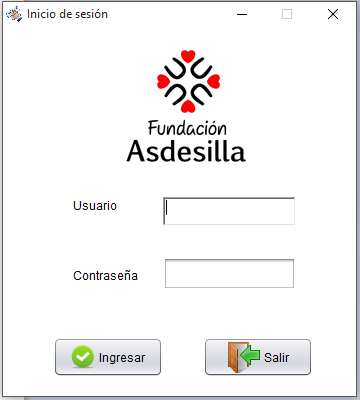 Inicio de sesión
Fundación
Asdesilla
Usuario
Contraseña
Ingresar
Salir